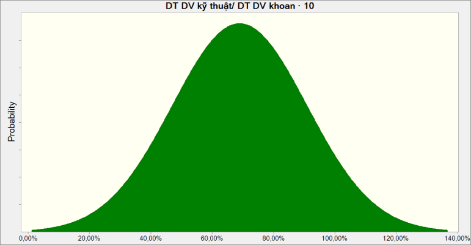 DT DV kỹ thuật/ DT DV khoan - 10
Probability
0,00% 20,00% 40,00% 60,00% 80,00% 100,00% 120,00% 140,00%